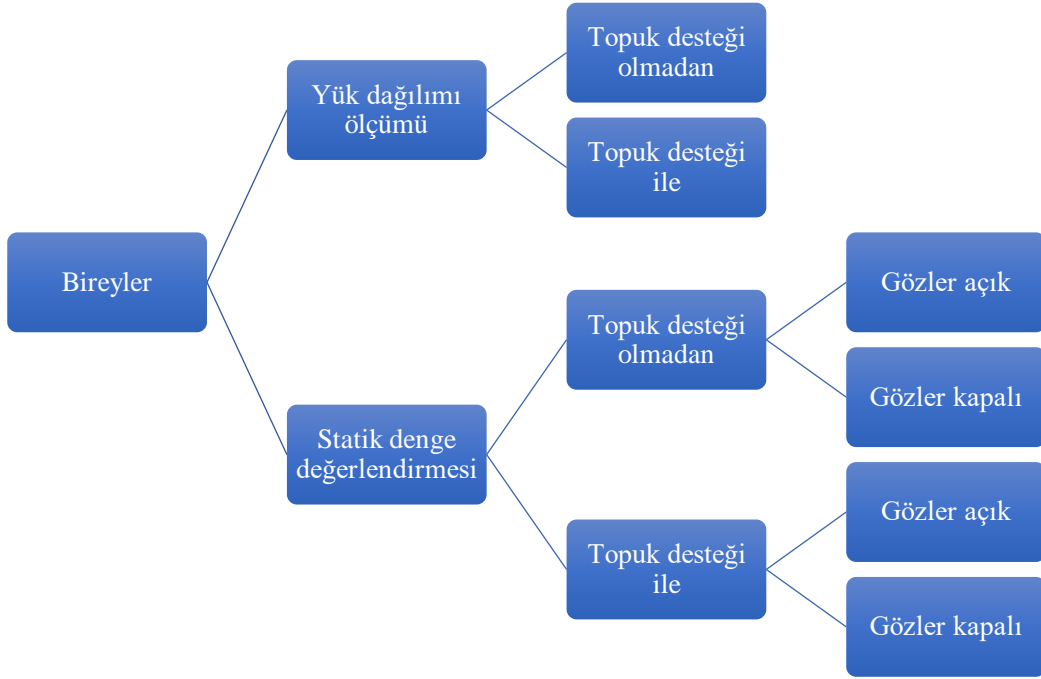 Bireyler
Yük dağılımı
ölçümü
Topuk desteği
olmadan
Topuk desteği
ile
Statik denge
değerlendirmesi
Topuk desteği
olmadan
Gözler açık
Gözler kapalı
Topuk desteği
ile
Gözler açık
Gözler kapalı